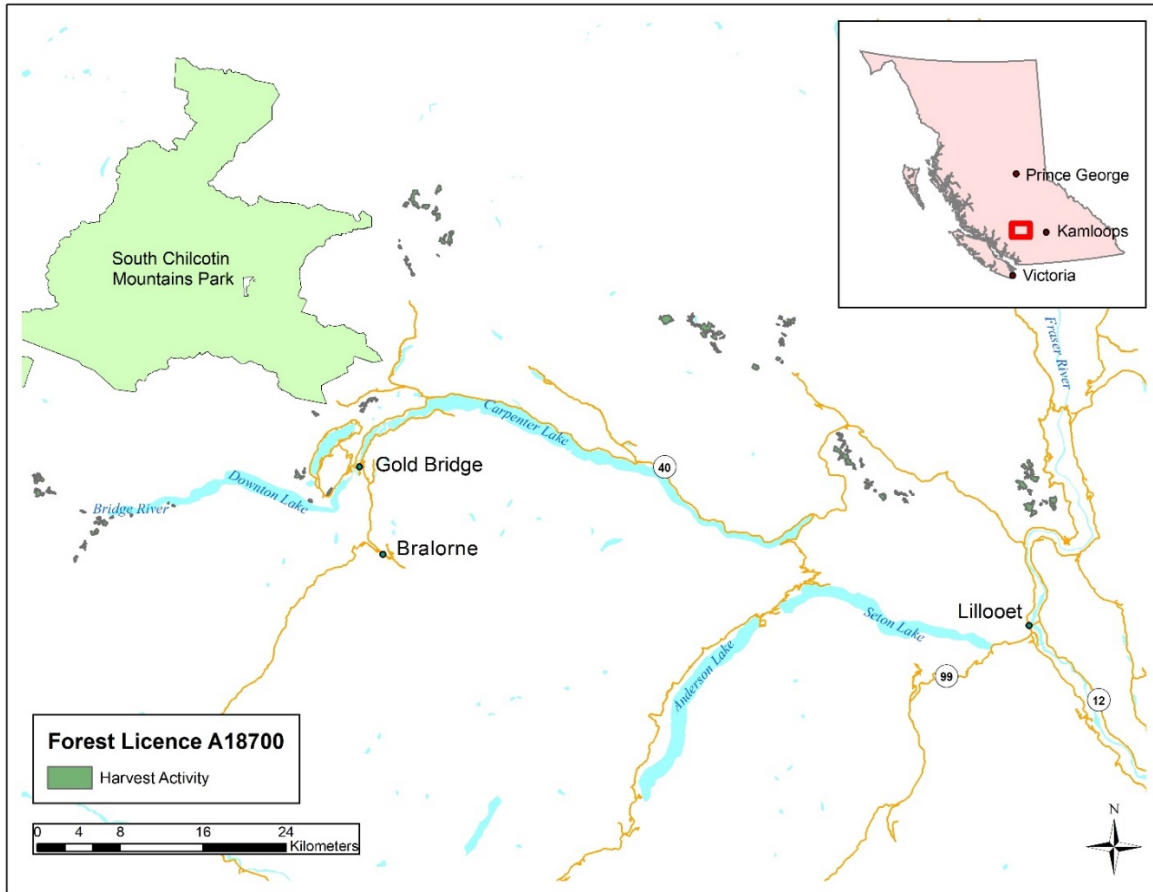 South Chilcotin
Mountains Park
Prince George
Kamloops
Victoria
Fraser River
Carpenter Lake
Gold Bridge
40
Downton Lake
Bridge River
Bralorne
Seton Lake
Lillooet
Anderson Lake
99
12
Forest Licence A18700
Harvest Activity
0 4 8 16 24
Kilometers
N